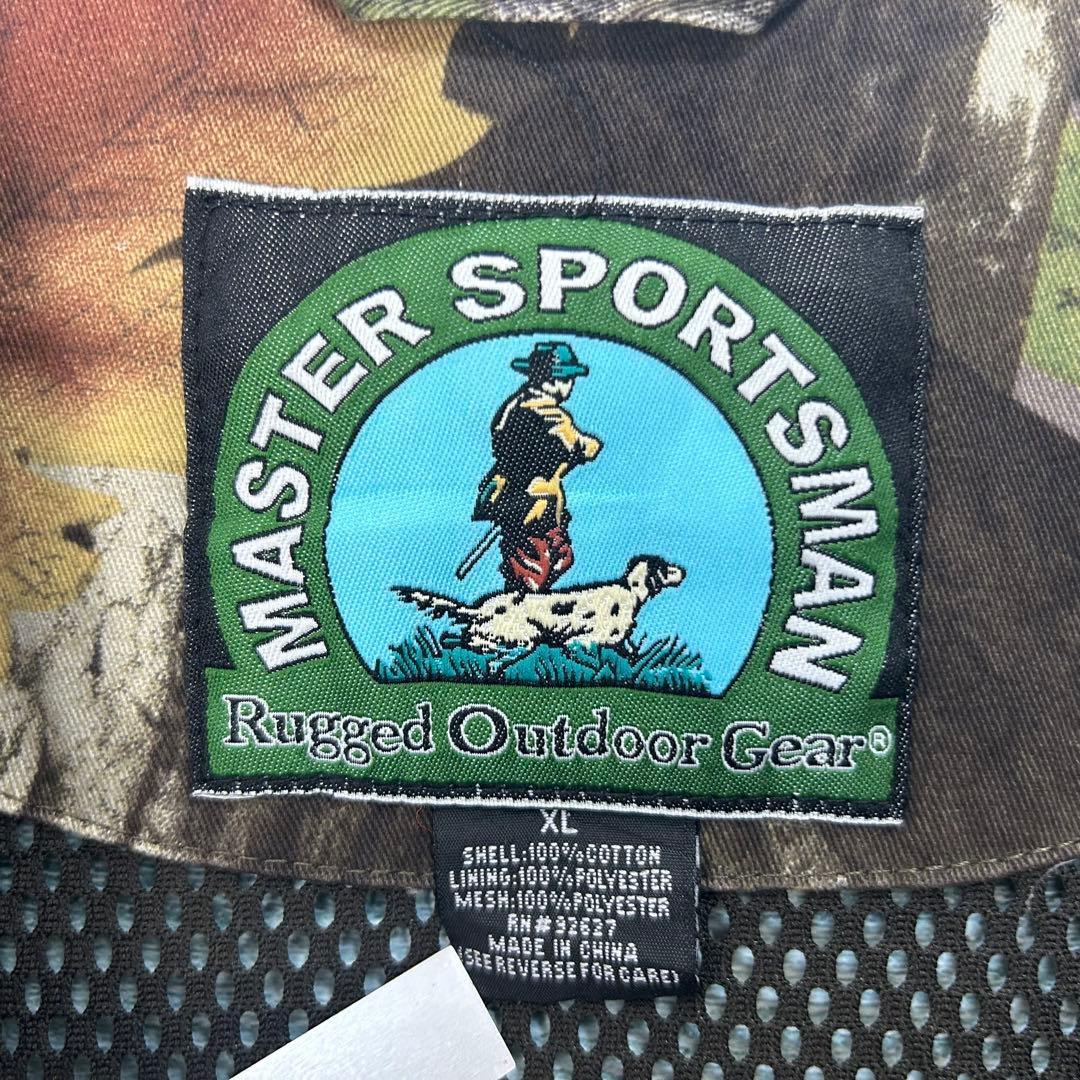 MASTER SPORTSMAN
Rugged Outdoor Gear®
XL
SHELL:100%COTTON
LINING:100%POLYESTER
MESH:100%POLYESTER
RN#92627
MADE IN CHINA
(SEE REVERSE FOR CARE)